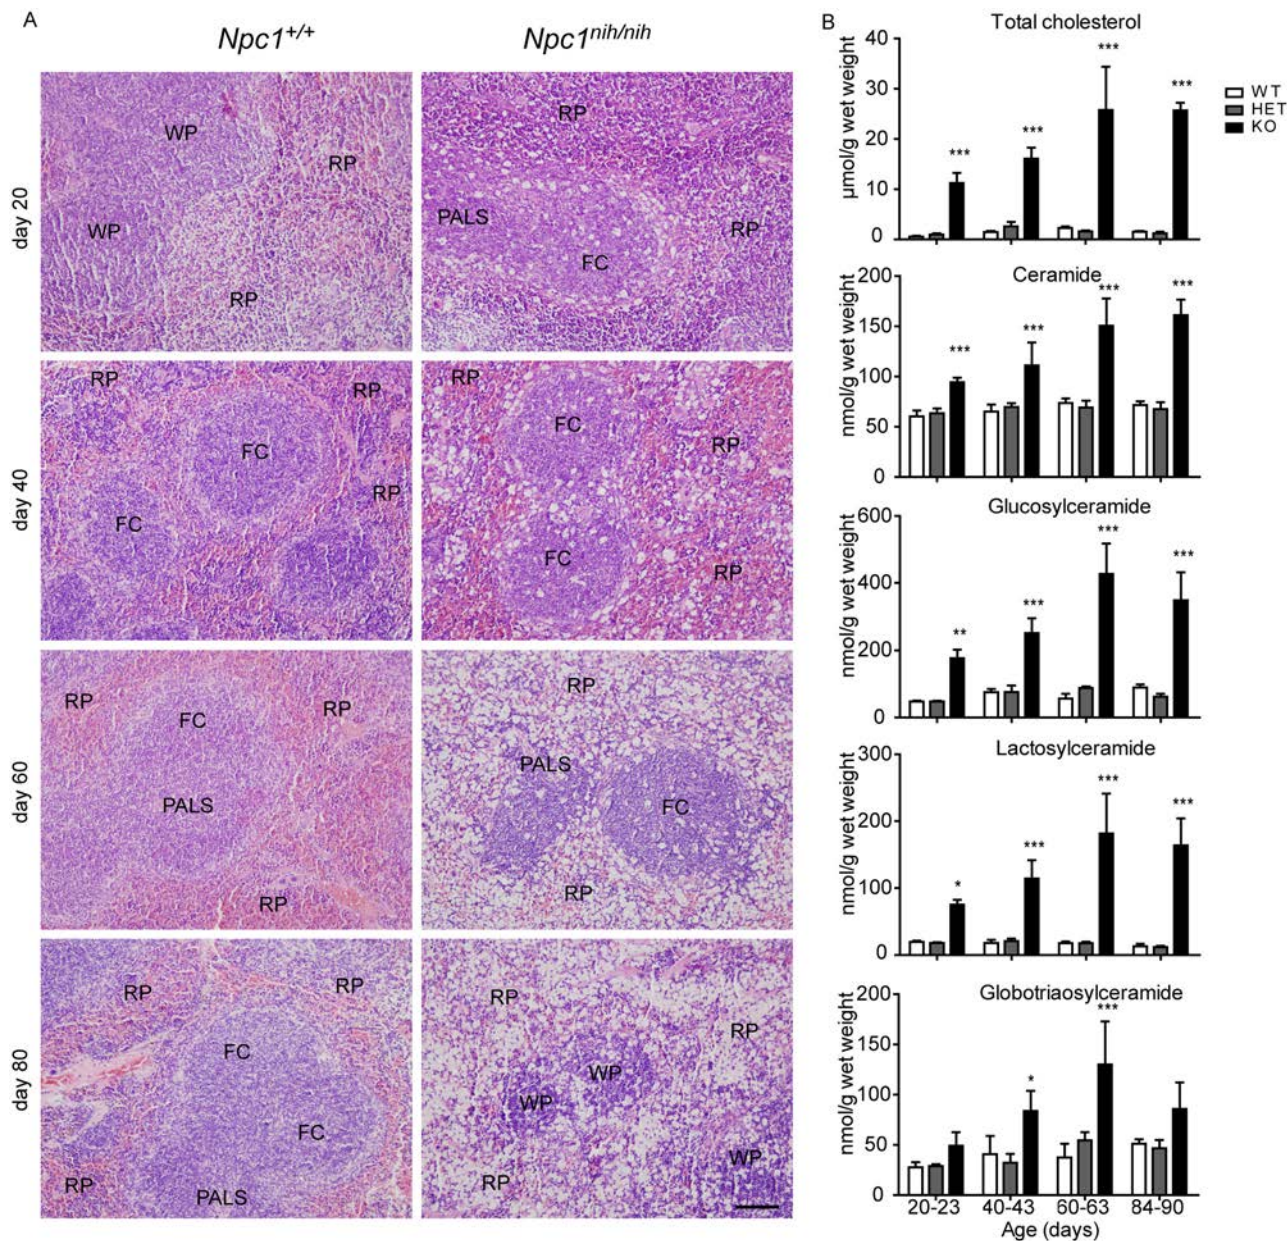 A
Npc1+/+
Npc1nih/nih
day 20
WP
RP
WP
RP
RP
PALS
RP
FC
day 40
RP
RP
FC
RP
FC
RP
FC
RP
FC
RP
day 60
RP
RP
FC
PALS
RP
RP
PALS
FC
RP
day 80
RP
RP
FC
FC
RP
PALS
RP
RP
WP
WP
WP
RP
B
Total cholesterol
µmol/g wet weight
40
30
20
10
0
***
***
***
***
WT
HET
KO
Ceramide
nmol/g wet weight
200
150
100
50
0
***
***
***
***
Glucosylceramide
nmol/g wet weight
600
400
200
0
**
***
***
***
Lactosylceramide
nmol/g wet weight
300
200
100
0
*
***
***
***
Globotriaosylceramide
nmol/g wet weight
200
150
100
50
0
*
***
20-23 40-43 60-63 84-90
Age (days)